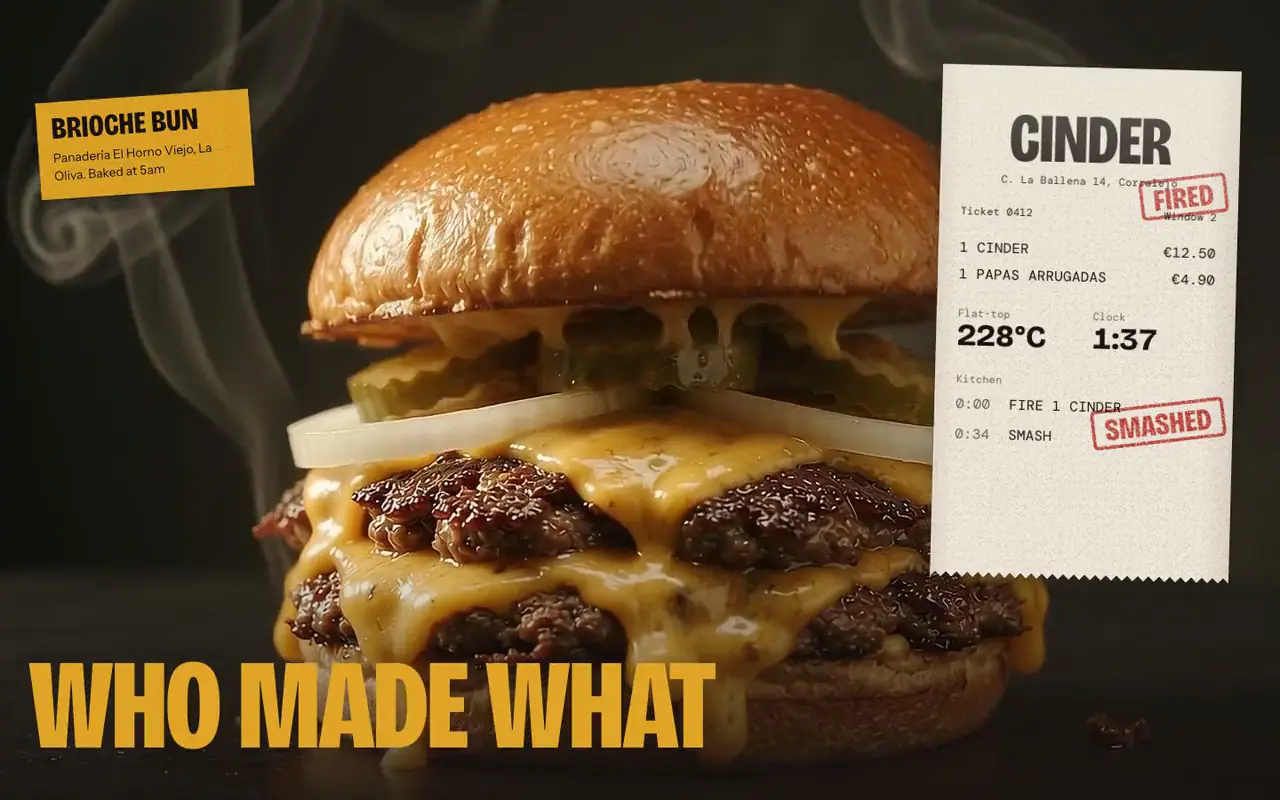 BRIOCHE BUN
Panadería El Horno Viejo, La
Oliva. Baked at 5am
CINDER
C. La Ballena 14, Corralejo
FIRED
Ticket 0412
Window 2
1 CINDER
€12.50
1 PAPAS ARRUGADAS
€4.90
Flat-top
Clock
228°C
1:37
Kitchen
0:00 FIRE 1 CINDER
0:34 SMASH
SMASHED
WHO MADE WHAT